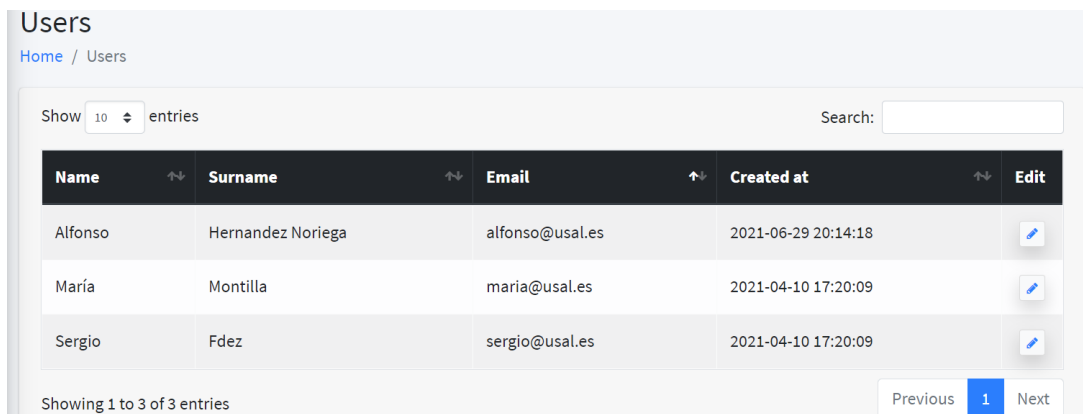 Users
Home / Users
Show 10 entries Search:
Name Surname Email Created at Edit
Alfonso Hernandez Noriega alfonso@usal.es 2021-06-29 20:14:18
María Montilla maria@usal.es 2021-04-10 17:20:09
Sergio Fdez sergio@usal.es 2021-04-10 17:20:09
Showing 1 to 3 of 3 entries Previous 1 Next